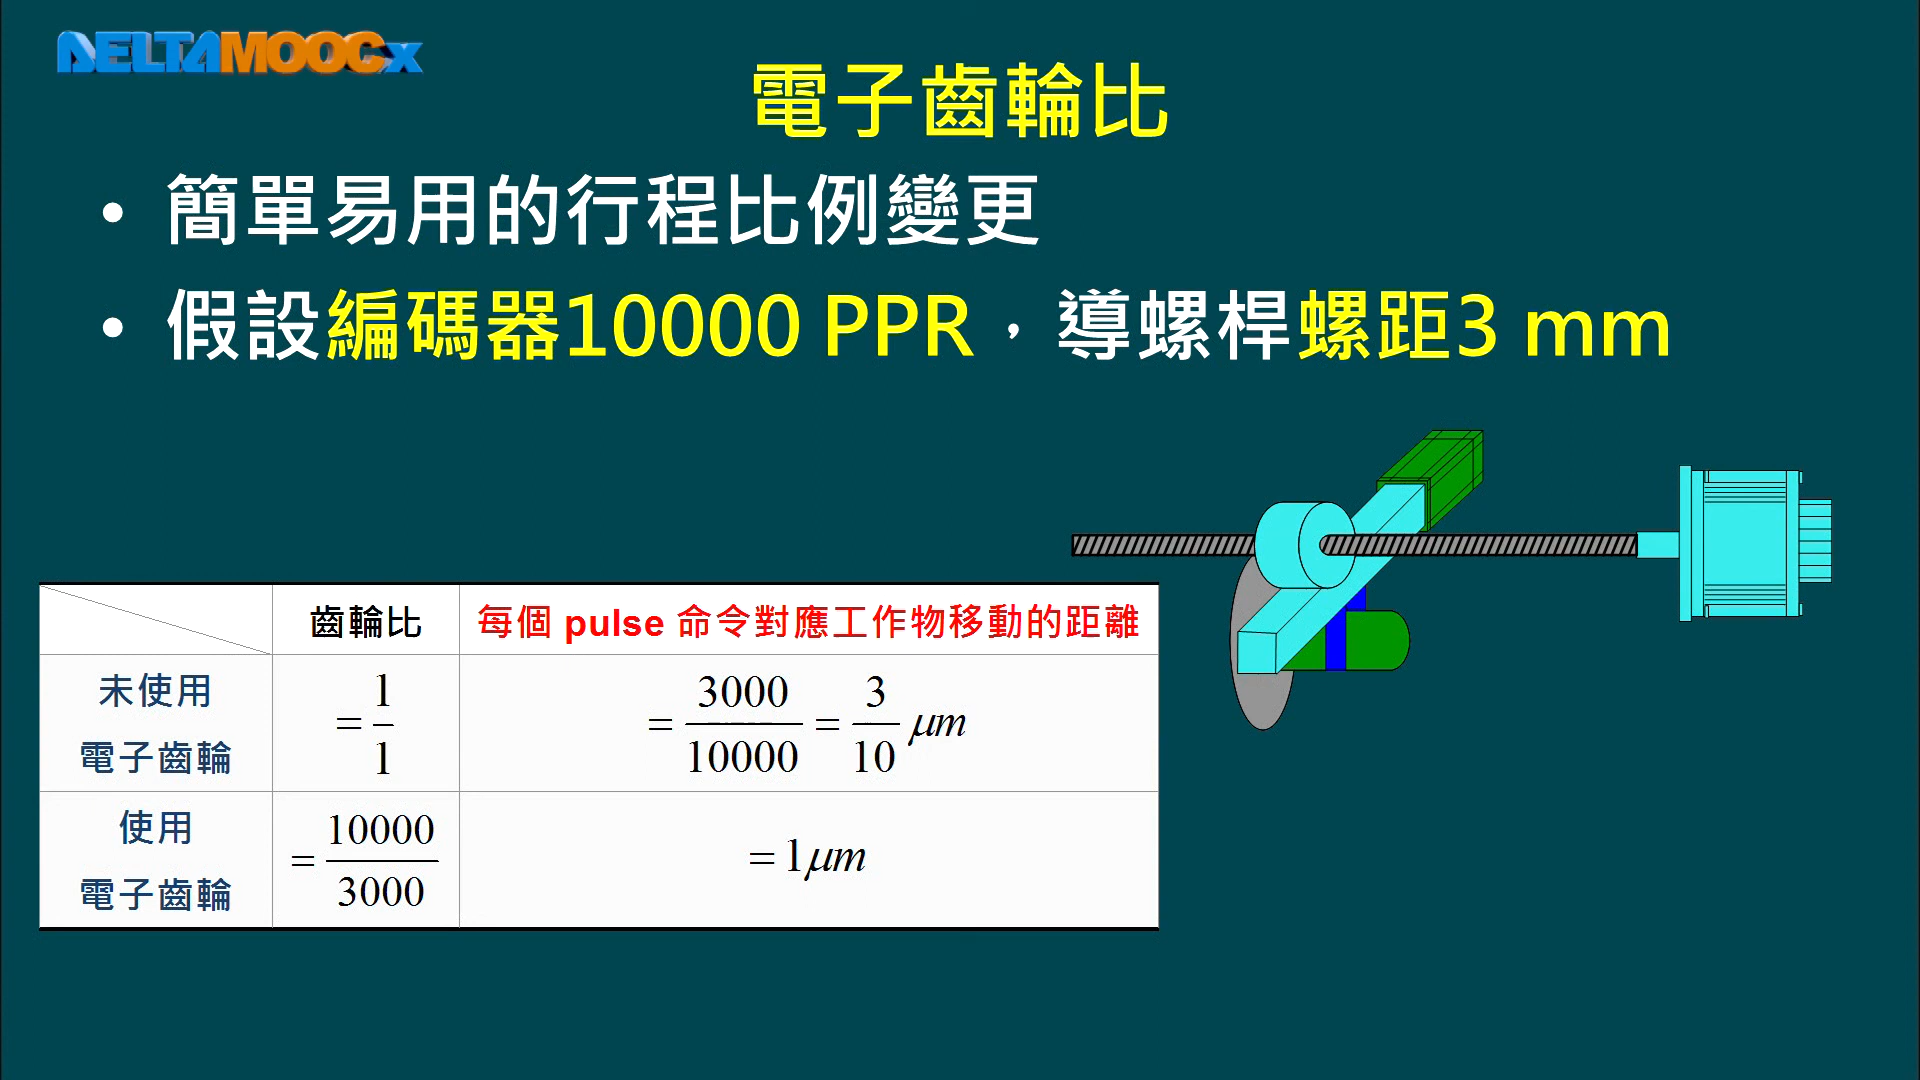 DELTAMOOCx
電子齒輪比
• 簡單易用的行程比例變更
• 假設編碼器10000 PPR，導螺桿螺距3 mm
齒輪比
每個 pulse 命令對應工作物移動的距離
未使用
電子齒輪
= 1/1
= 3000/10000 = 3/10 μm
使用
電子齒輪
= 10000/3000
= 1μm